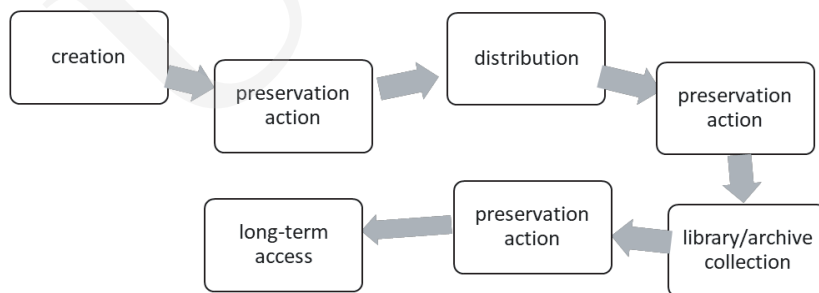 creation
preservation
action
distribution
preservation
action
library/archive
collection
preservation
action
long-term
access